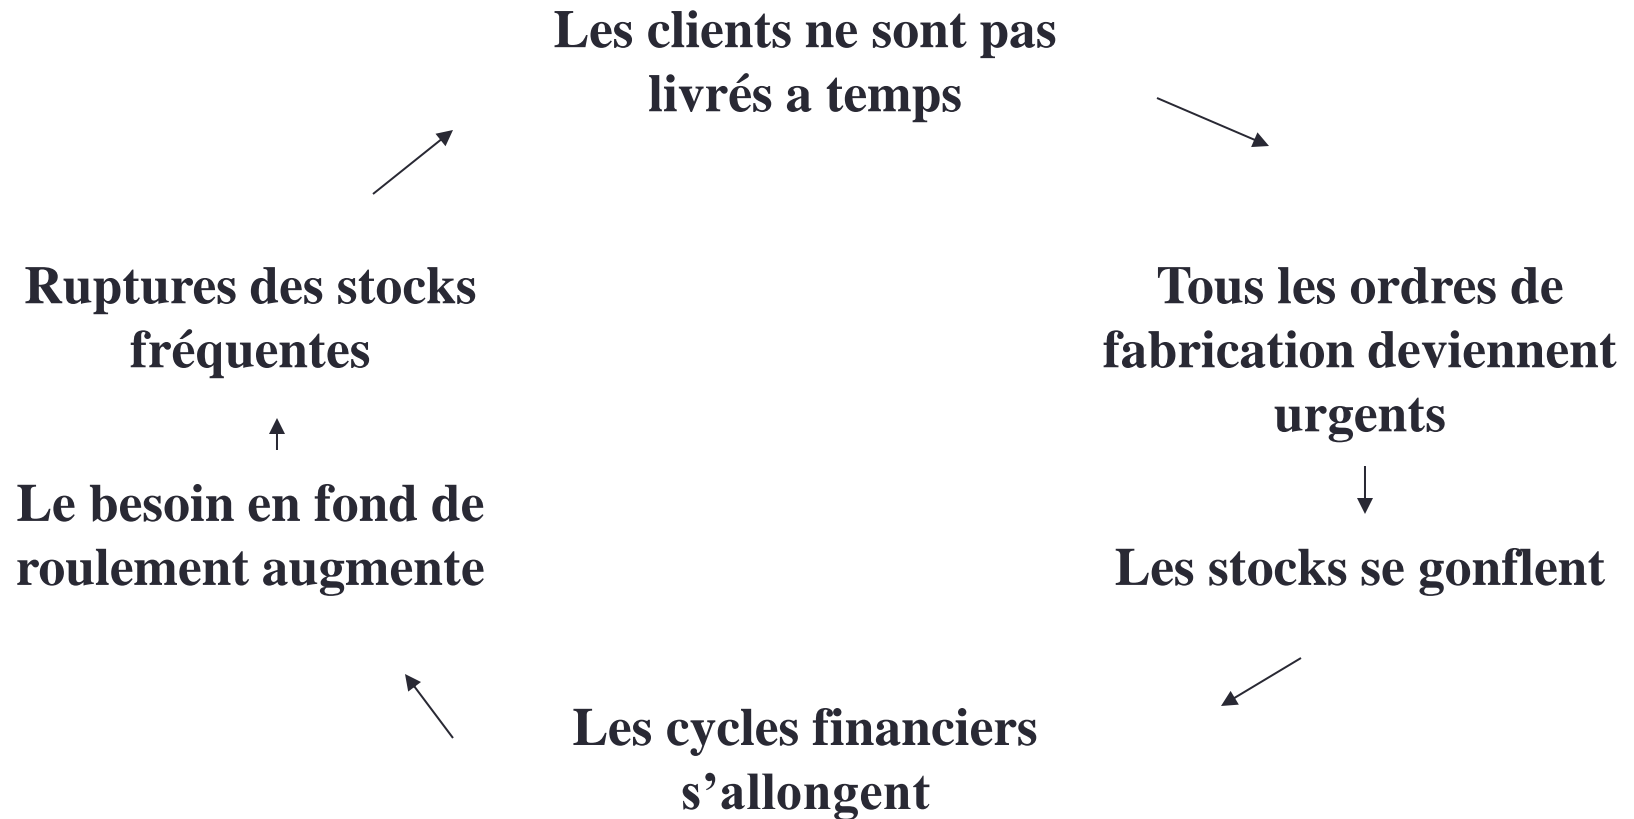 Les clients ne sont pas
livrés a temps
Ruptures des stocks
fréquentes
Tous les ordres de
fabrication deviennent
urgents
Le besoin en fond de
roulement augmente
Les stocks se gonflent
Les cycles financiers
s’allongent